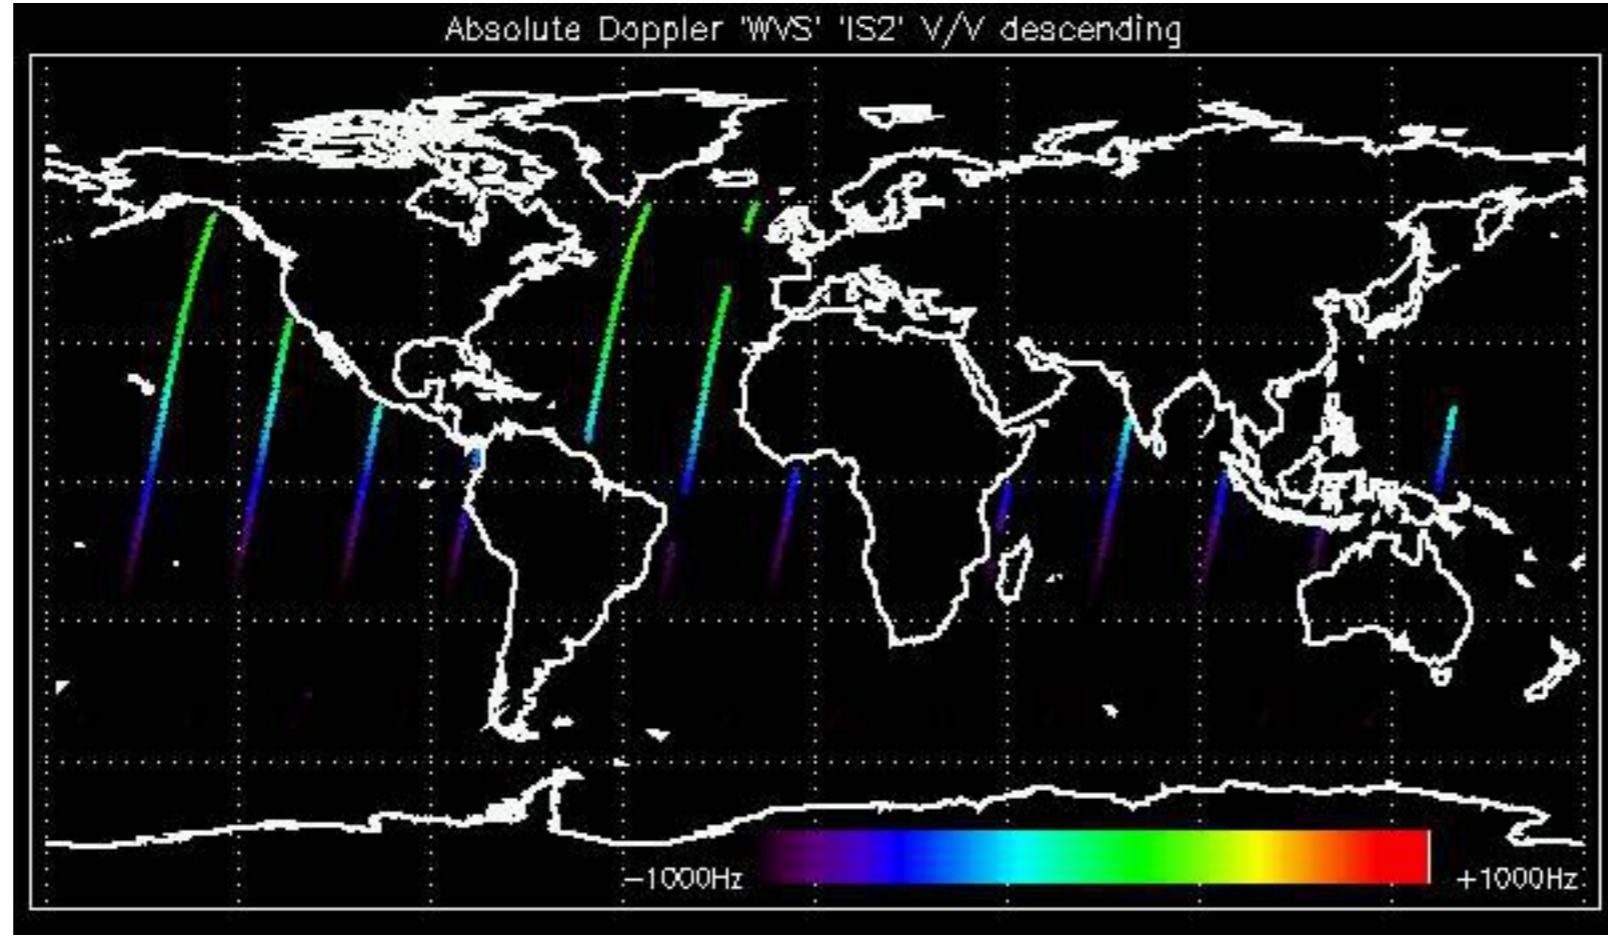 Absolute Doppler 'WVS' 'IS2' V/V descending
-1000Hz
+1000Hz